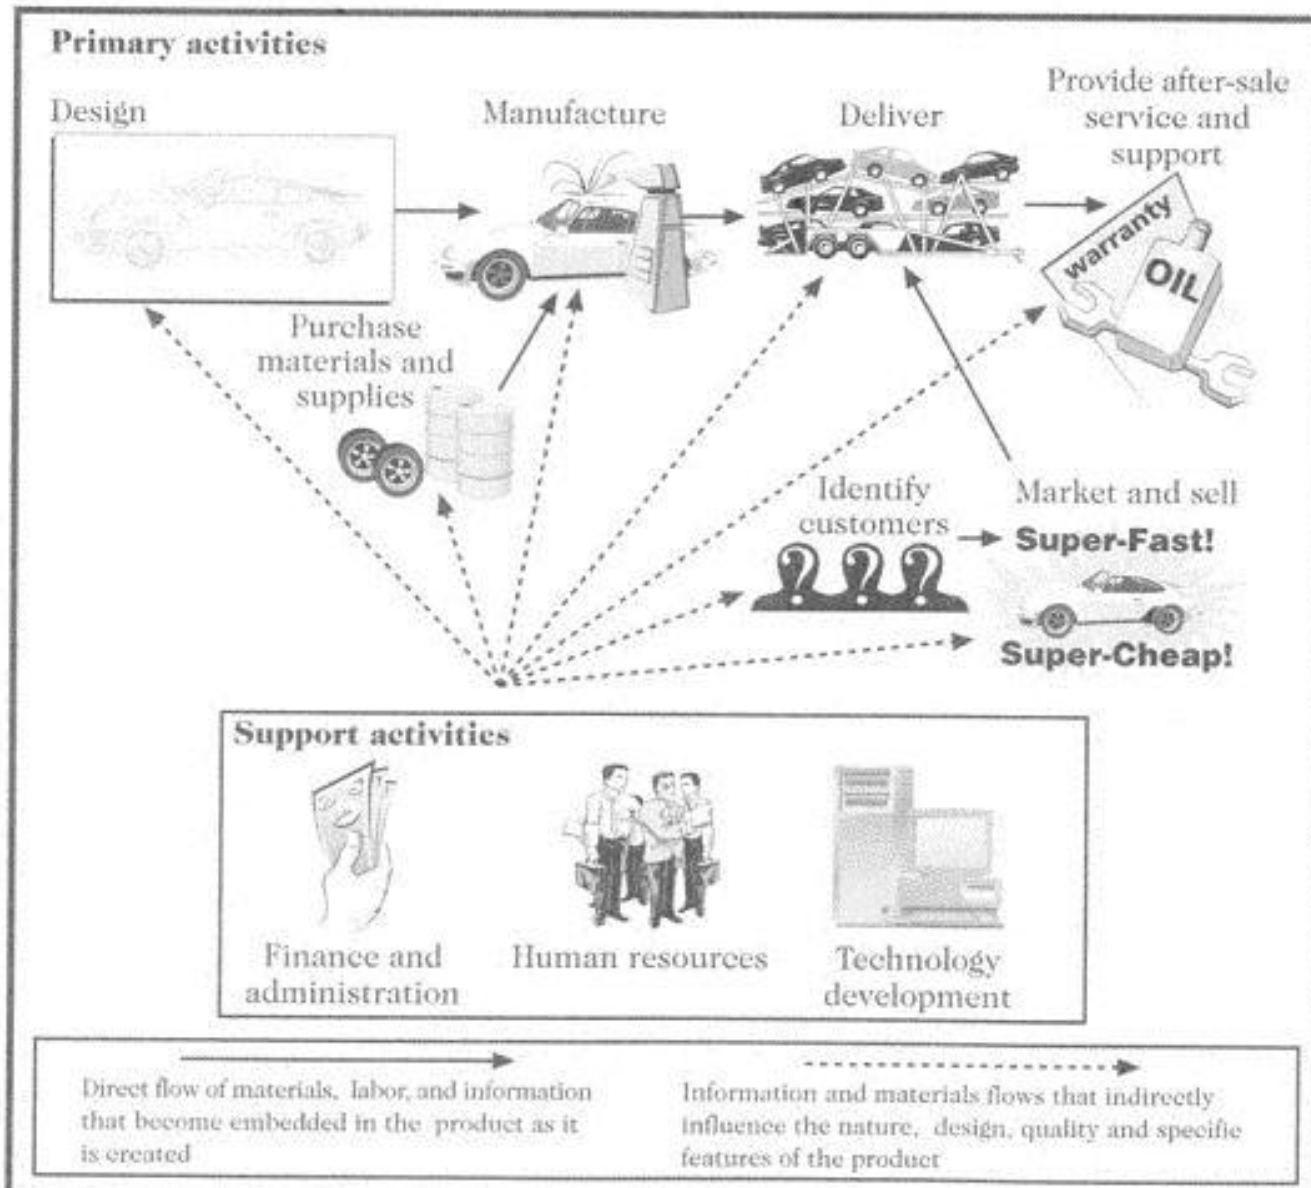 Primary activities
Design
Manufacture
Deliver
Provide after-sale
service and
support
warranty
OIL
Purchase
materials and
supplies
Identify
customers
Market and sell
Super-Fast!
Super-Cheap!
? ? ?
Support activities
Finance and
administration
Human resources
Technology
development
Direct flow of materials, labor, and information
that become embedded in the product as it
is created
Information and materials flows that indirectly
influence the nature, design, quality and specific
features of the product